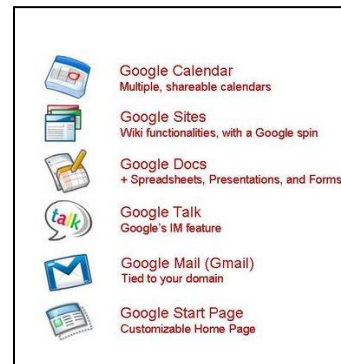 Google Calendar
Multiple, shareable calendars
Google Sites
Wiki functionalities, with a Google spin
Google Docs
+ Spreadsheets, Presentations, and Forms
talk
Google Talk
Google's IM feature
Google Mail (Gmail)
Tied to your domain
Google Start Page
Customizable Home Page